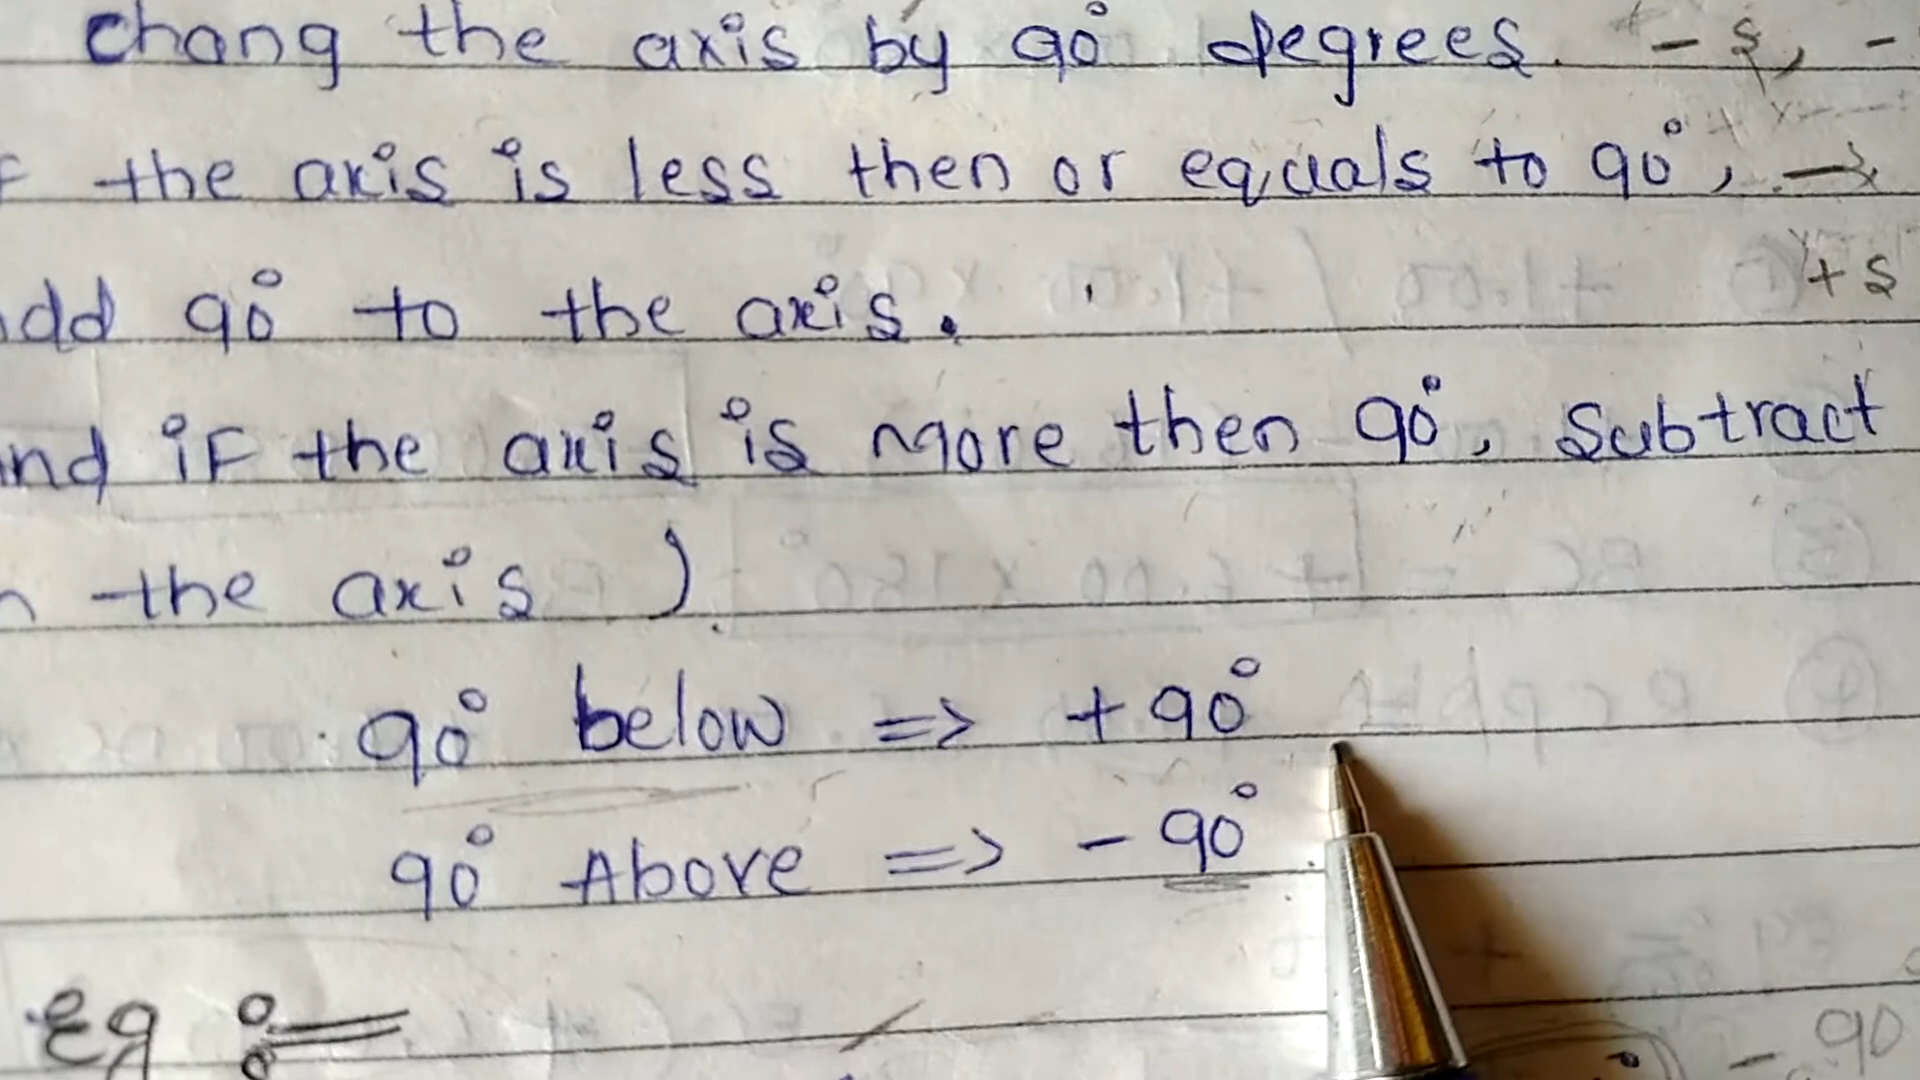 chang the axis by 90° degrees. - s, -
the axis is less then or equals to 90°, →
dd 90° to the axis.
+ s
nd iF the axis is more then 90°, Subtract
the axis )
90° below => +90°
90° Above => -90°
Eg :=
- 90